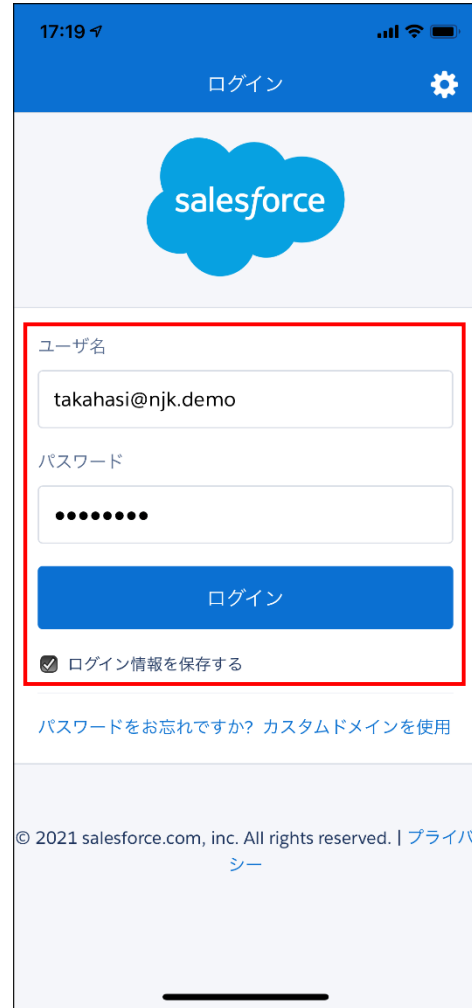 17:19
ログイン
salesforce
ユーザ名
takahasi@njk.demo
パスワード
••••••••
ログイン
ログイン情報を保存する
パスワードをお忘れですか? カスタムドメインを使用
© 2021 salesforce.com, inc. All rights reserved. | プライバ
シー